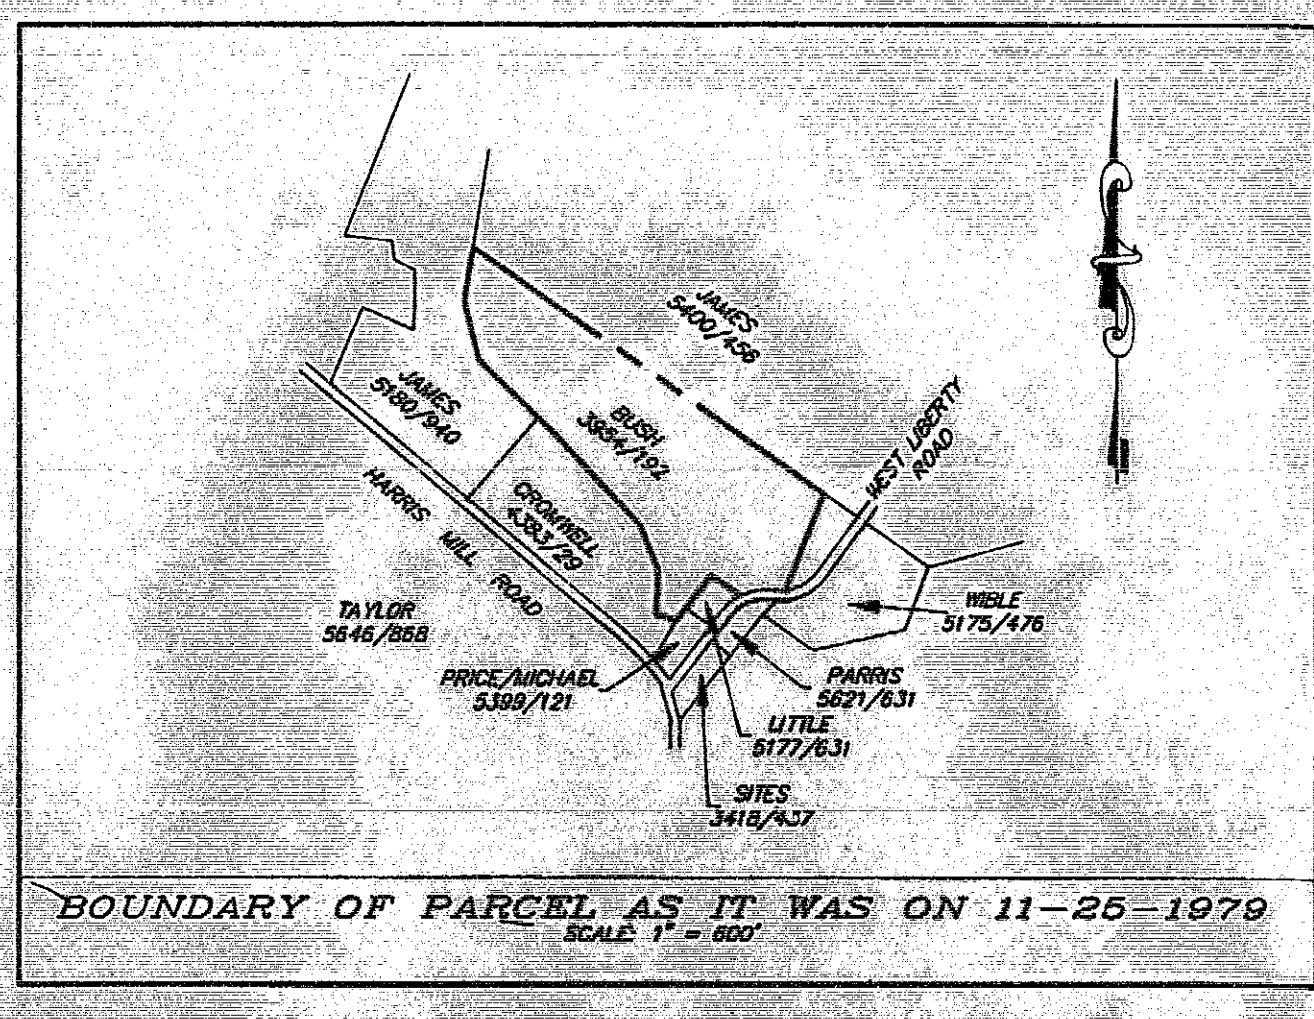 JAMES
5400/456
JAMES
5180/940
BUSH
3954/192
WEST LIBERTY
ROAD
CROMWELL
4383/29
HARRIS MILL ROAD
TAYLOR
5646/868
WIBLE
5175/476
PRICE/MICHAEL
5399/121
PARRIS
5621/631
LITTLE
5177/631
SITES
3418/437
BOUNDARY OF PARCEL AS IT WAS ON 11-25-1979
SCALE: 1" = 600'